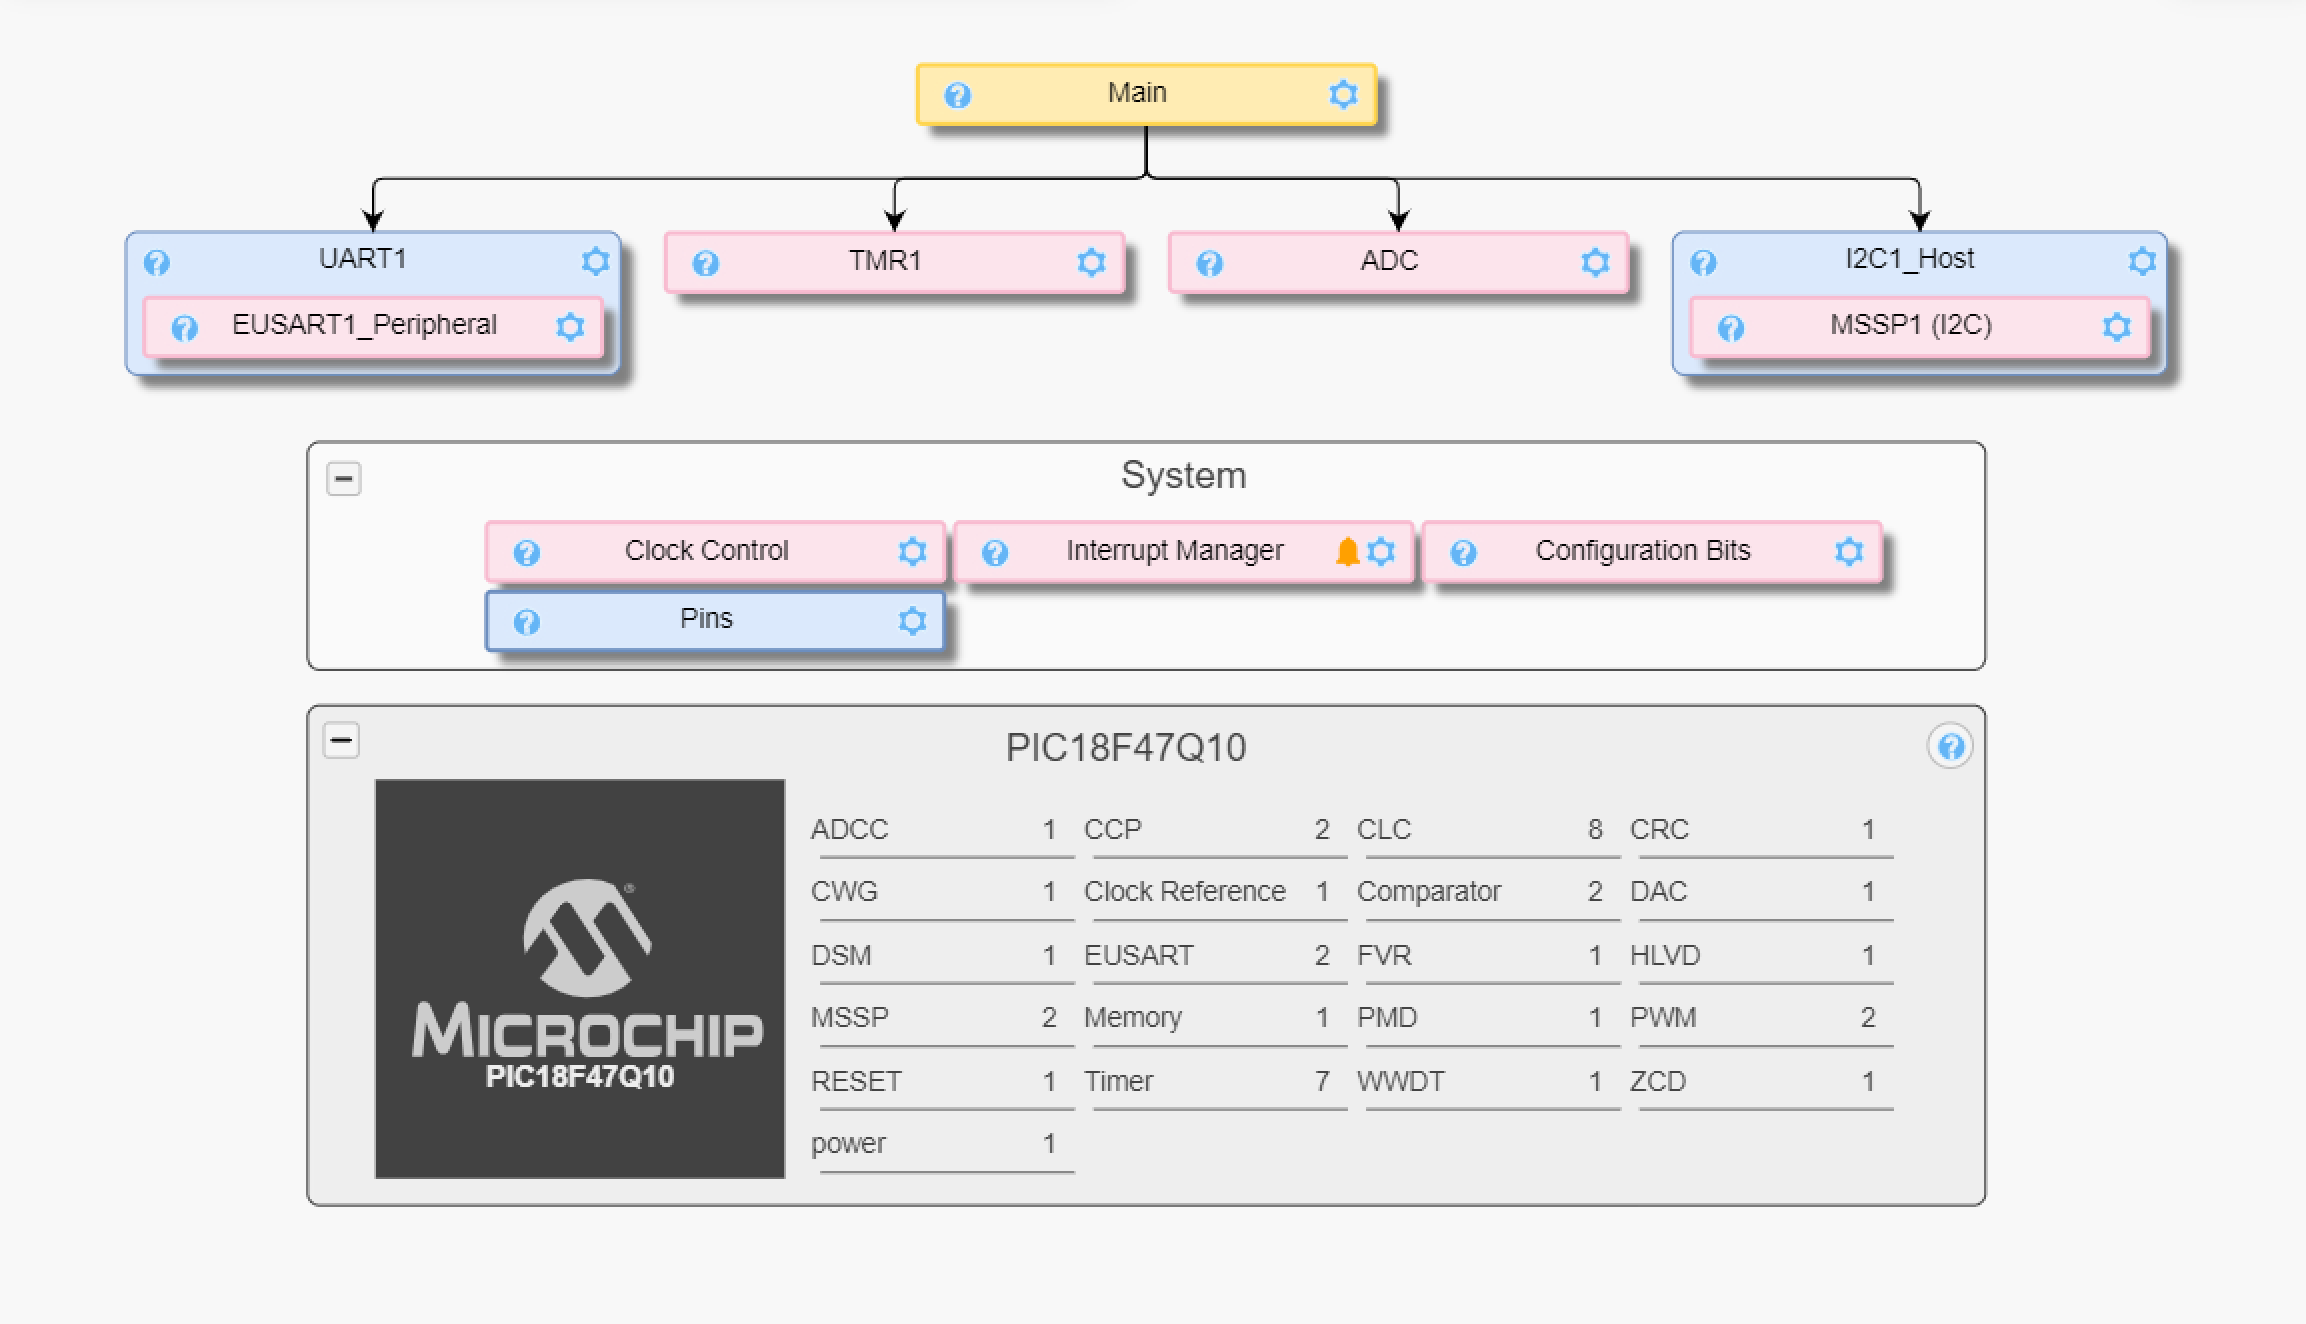 Main
UART1
TMR1
ADC
I2C1_Host
EUSART1_Peripheral
MSSP1 (I2C)
System
Clock Control
Interrupt Manager
Configuration Bits
Pins
PIC18F47Q10
ADCC 1 CCP 2 CLC 8 CRC 1
CWG 1 Clock Reference 1 Comparator 2 DAC 1
DSM 1 EUSART 2 FVR 1 HLVD 1
MSSP 2 Memory 1 PMD 1 PWM 2
RESET 1 Timer 7 WWDT 1 ZCD 1
power 1
MICROCHIP
PIC18F47Q10